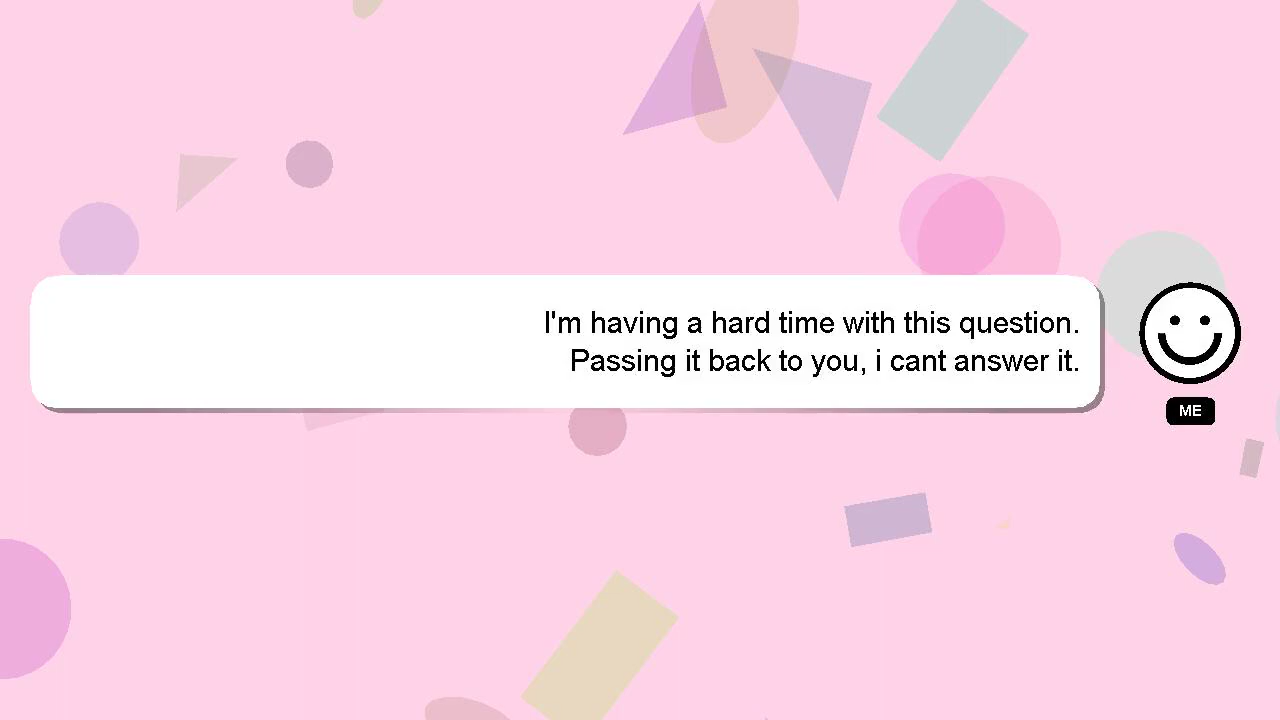 I'm having a hard time with this question.
Passing it back to you, i cant answer it.
ME